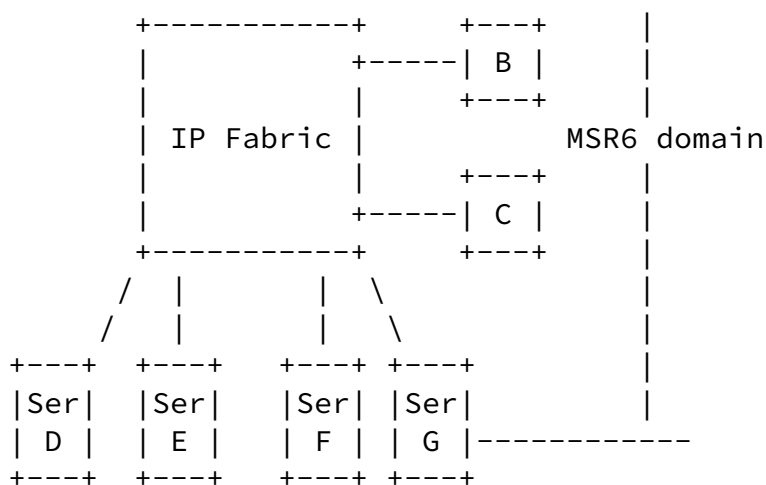 +-----------+     +---+      |
|           +-----| B |      |
|           |     +---+      |
| IP Fabric |           MSR6 domain
|           |     +---+      |
|           +-----| C |      |
+-----------+     +---+      |
/  |       |  \              |
/   |       |   \             |
+---+  +---+   +---+ +---+         |
|Ser|  |Ser|   |Ser| |Ser|         |
| D |  | E |   | F | | G |------------
+---+  +---+   +---+ +---+